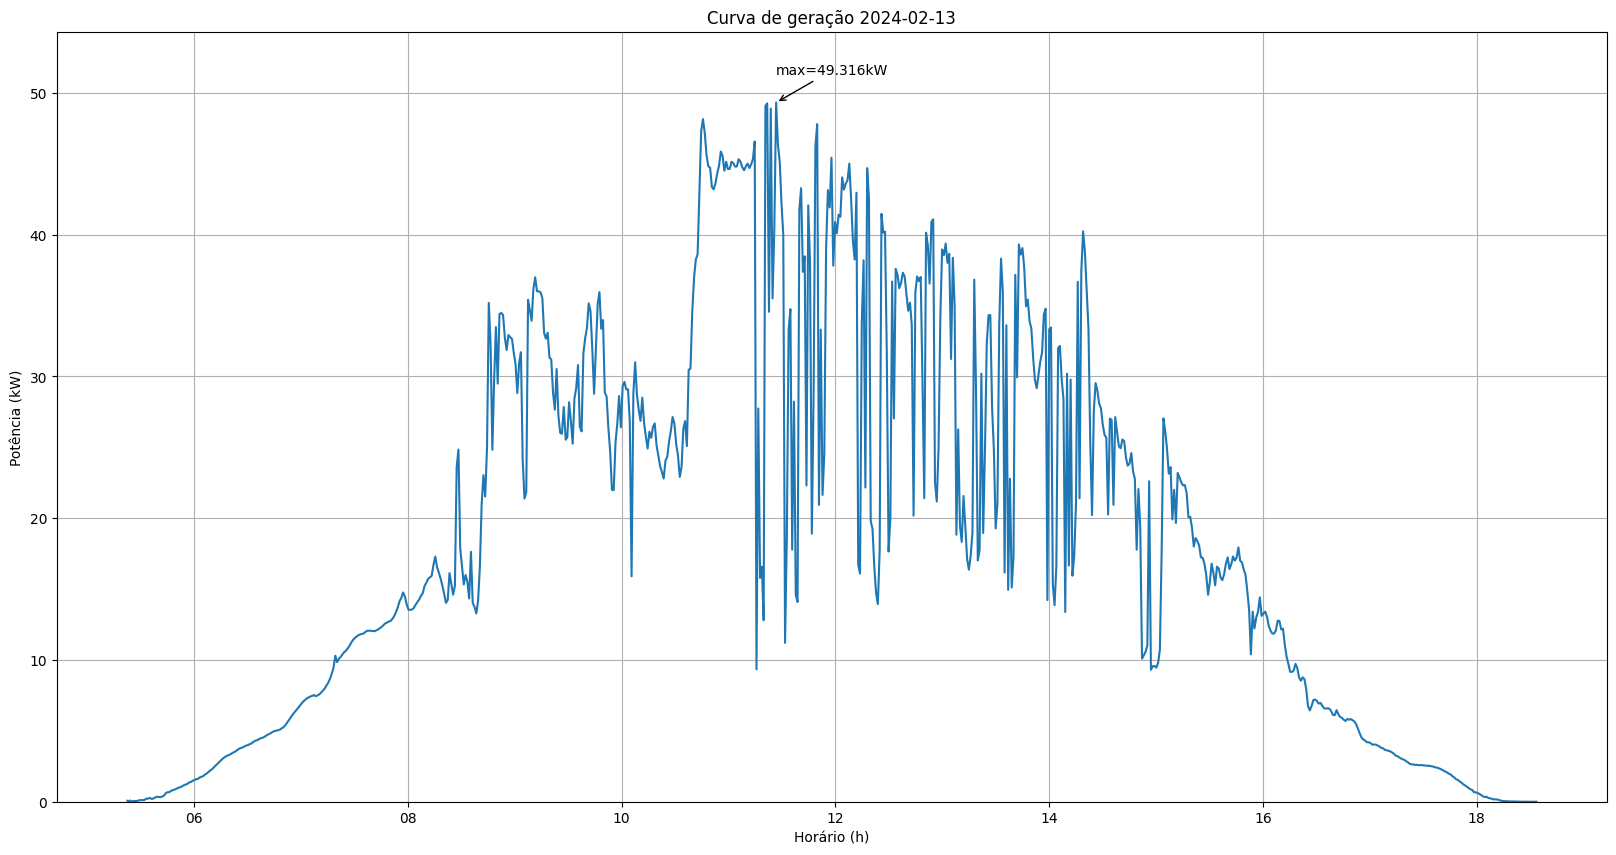 Curva de geração 2024-02-13
max=49.316kW
50
40
30
20
10
0
Potência (kW)
06 08 10 12 14 16 18
Horário (h)